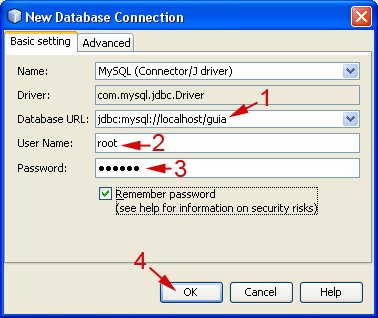 New Database Connection
Basic setting Advanced
Name: MySQL (Connector/J driver)
Driver: com.mysql.jdbc.Driver
1
Database URL: jdbc:mysql://localhost/guia
User Name: root 2
Password: ●●●●●● 3
Remember password
(see help for information on security risks)
4
OK Cancel Help